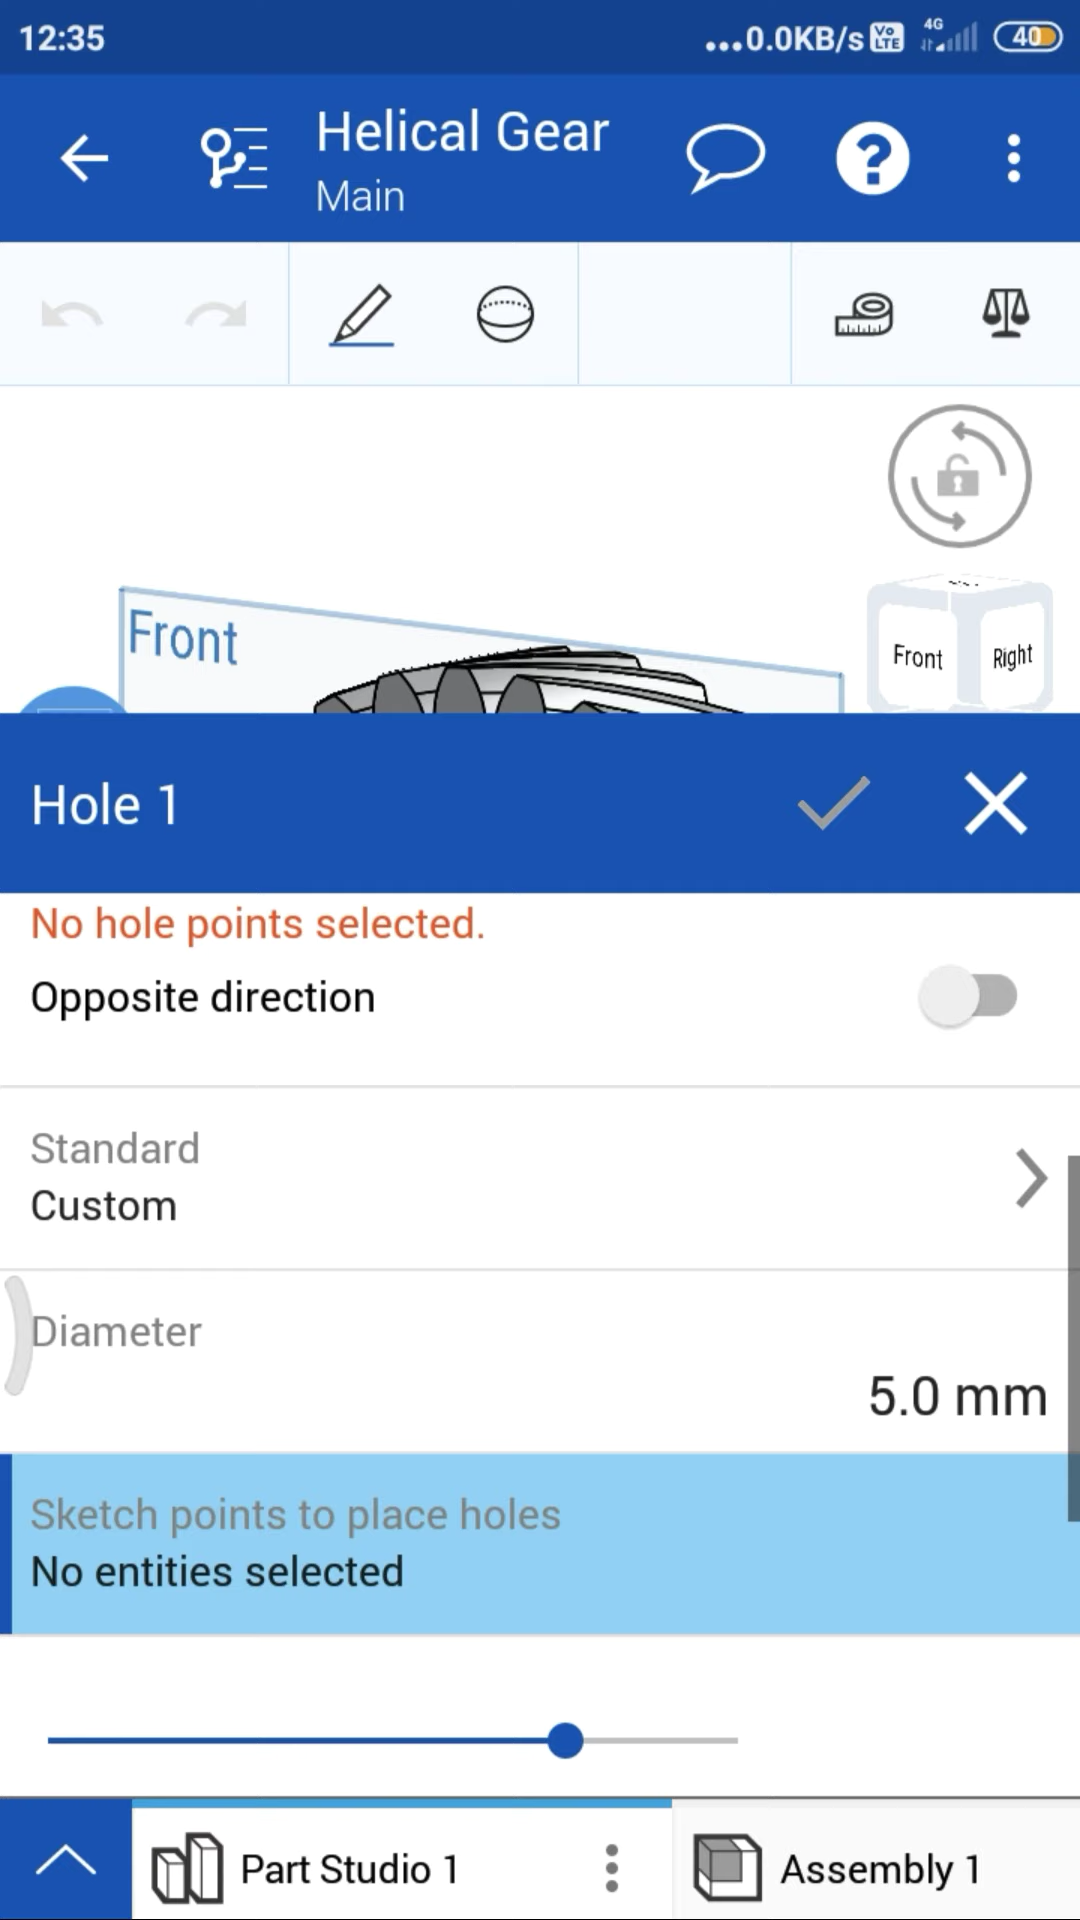 12:35
...0.0KB/s Vo LTE 4G 40
Helical Gear
Main
Front
Front Right
Hole 1
No hole points selected.
Opposite direction
Standard
Custom
Diameter
5.0 mm
Sketch points to place holes
No entities selected
Part Studio 1
Assembly 1